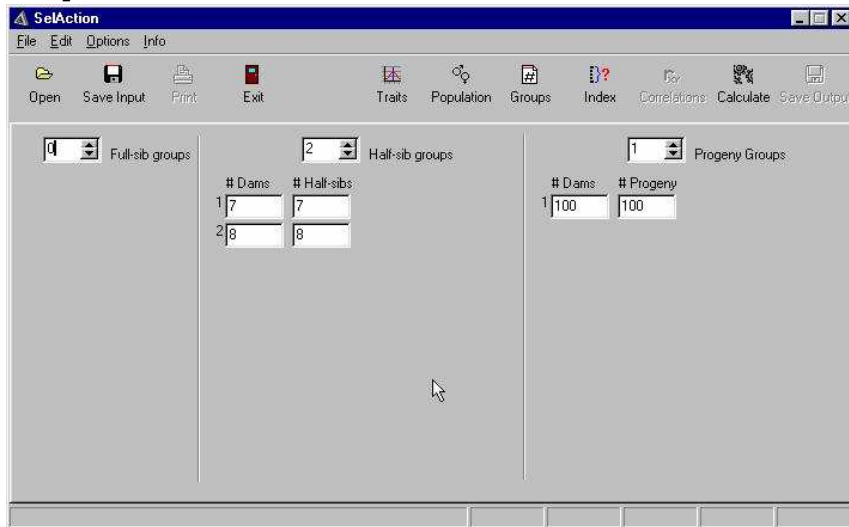 SelAction
File Edit Options Info
Open Save Input Print Exit Traits Population Groups Index Correlations Calculate Save Output
0 Full-sib groups 2 Half-sib groups 1 Progeny Groups
# Dams # Half-sibs # Dams # Progeny
1 7 7 1 100 100
2 8 8